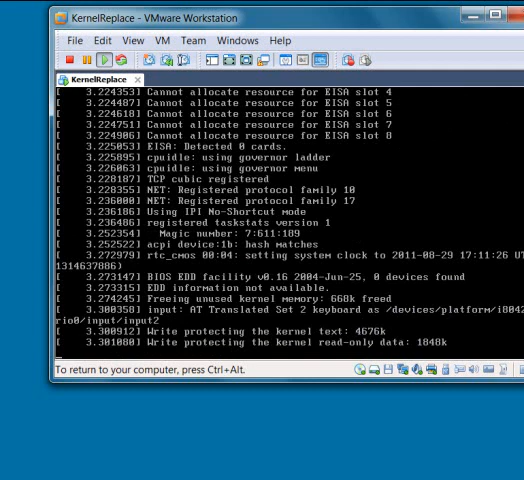 KernelReplace - VMware Workstation
File Edit View VM Team Windows Help
KernelReplace
[    3.224353] Cannot allocate resource for EISA slot 4
[    3.224487] Cannot allocate resource for EISA slot 5
[    3.224618] Cannot allocate resource for EISA slot 6
[    3.224751] Cannot allocate resource for EISA slot 7
[    3.224906] Cannot allocate resource for EISA slot 8
[    3.225053] EISA: Detected 0 cards.
[    3.225895] cpuidle: using governor ladder
[    3.226063] cpuidle: using governor menu
[    3.228187] TCP cubic registered
[    3.228355] NET: Registered protocol family 10
[    3.236000] NET: Registered protocol family 17
[    3.236186] Using IPI No-Shortcut mode
[    3.236486] registered taskstats version 1
[    3.252354]   Magic number: 7:611:189
[    3.252522] acpi device:1b: hash matches
[    3.272979] rtc_cmos 00:04: setting system clock to 2011-08-29 17:11:26 UT
1314637886)
[    3.273147] BIOS EDD facility v0.16 2004-Jun-25, 0 devices found
[    3.273315] EDD information not available.
[    3.274245] Freeing unused kernel memory: 668k freed
[    3.300358] input: AT Translated Set 2 keyboard as /devices/platform/i8042
rio0/input/input2
[    3.300912] Write protecting the kernel text: 4676k
[    3.301080] Write protecting the kernel read-only data: 1848k
To return to your computer, press Ctrl+Alt.